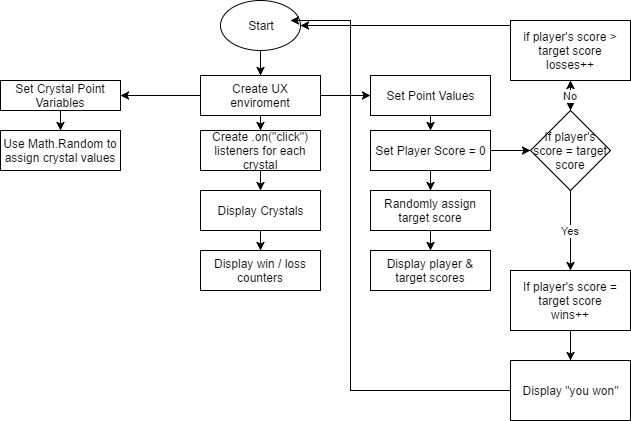 Start
if player's score >
target score
losses++
Set Crystal Point
Variables
Create UX
enviroment
Set Point Values
No
Use Math.Random to
assign crystal values
Create .on("click")
listeners for each
crystal
Set Player Score = 0
If player's
score = target
score
Display Crystals
Randomly assign
target score
Yes
Display win / loss
counters
Display player &
target scores
If player's score =
target score
wins++
Display "you won"